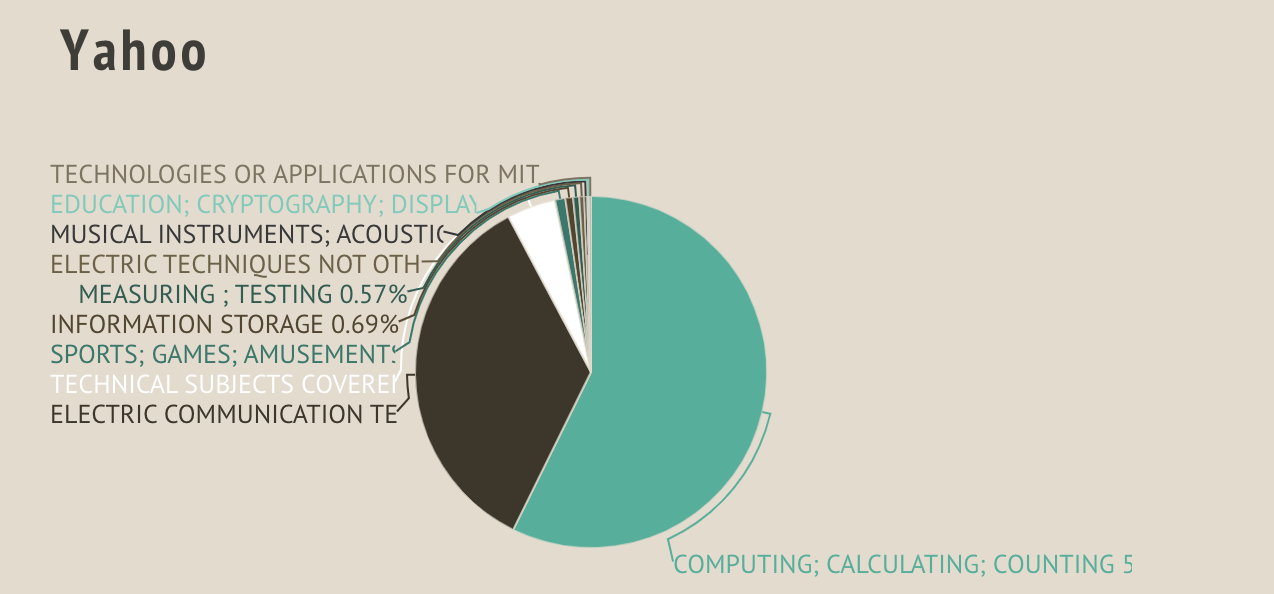 Yahoo
TECHNOLOGIES OR APPLICATIONS FOR MIT
EDUCATION; CRYPTOGRAPHY; DISPLAY
MUSICAL INSTRUMENTS; ACOUSTIC
ELECTRIC TECHNIQUES NOT OTH
MEASURING ; TESTING 0.57%
INFORMATION STORAGE 0.69%
SPORTS; GAMES; AMUSEMENTS
TECHNICAL SUBJECTS COVERE
ELECTRIC COMMUNICATION TE
COMPUTING; CALCULATING; COUNTING 5